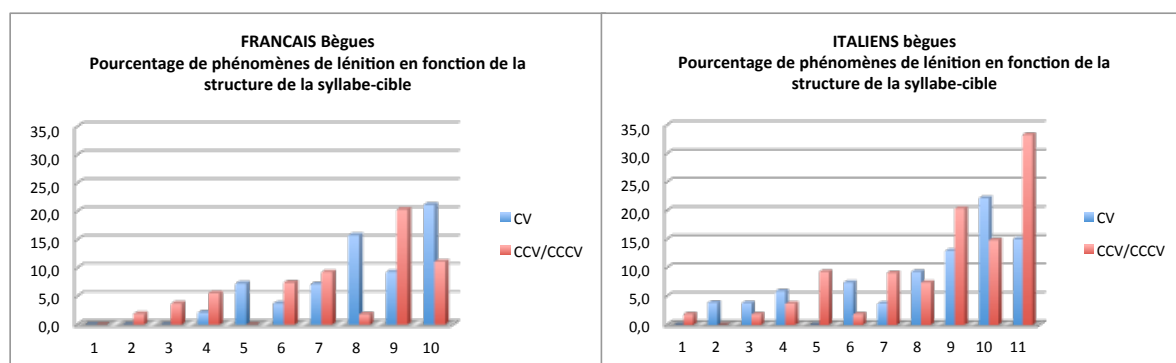 FRANCAIS Bègues
Pourcentage de phénomènes de lénition en fonction de la
structure de la syllabe-cible
35,0
30,0
25,0
20,0
15,0
10,0
5,0
0,0
1 2 3 4 5 6 7 8 9 10
CV
CCV/CCCV
ITALIENS bègues
Pourcentage de phénomènes de lénition en fonction de la
structure de la syllabe-cible
35,0
30,0
25,0
20,0
15,0
10,0
5,0
0,0
1 2 3 4 5 6 7 8 9 10 11
CV
CCV/CCCV